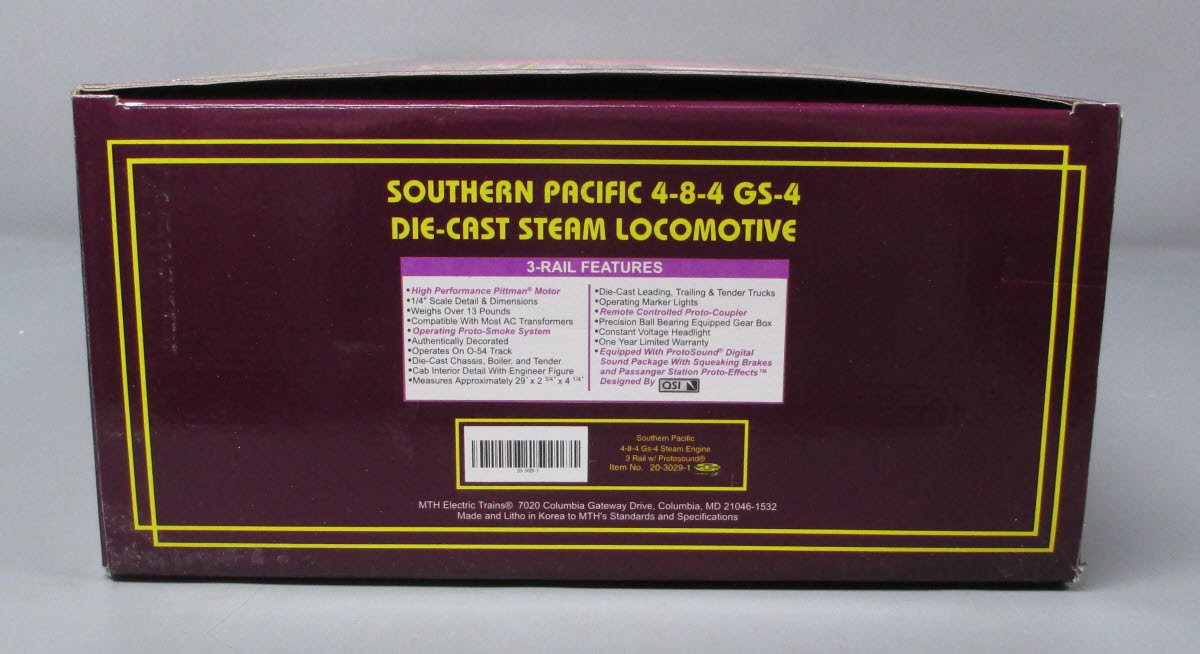 SOUTHERN PACIFIC 4-8-4 GS-4
DIE-CAST STEAM LOCOMOTIVE
3-RAIL FEATURES
•High Performance Pittman® Motor
•1/4" Scale Detail & Dimensions
•Weighs Over 13 Pounds
•Compatible With Most AC Transformers
•Operating Proto-Smoke System
•Authentically Decorated
•Operates On O-54 Track
•Die-Cast Chassis, Boiler, and Tender
•Cab Interior Detail With Engineer Figure
•Measures Approximately 29" x 2 3/4" x 4 1/4"
•Die-Cast Leading, Trailing & Tender Trucks
•Operating Marker Lights
•Remote Controlled Proto-Coupler
•Precision Ball Bearing Equipped Gear Box
•Constant Voltage Headlight
•One Year Limited Warranty
•Equipped With ProtoSound® Digital
Sound Package With Squeaking Brakes
and Passanger Station Proto-Effects™
Designed By QSI
20-3029-1
Southern Pacific
4-8-4 Gs-4 Steam Engine
3 Rail w/ Protosound®
Item No. 20-3029-1
MTH Electric Trains® 7020 Columbia Gateway Drive, Columbia, MD 21046-1532
Made and Litho in Korea to MTH's Standards and Specifications